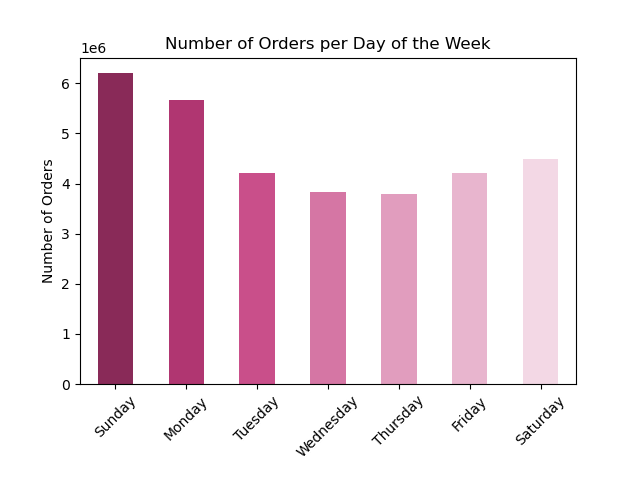 Number of Orders per Day of the Week
1e6
6
5
4
3
2
1
0
Number of Orders
Sunday
Monday
Tuesday
Wednesday
Thursday
Friday
Saturday